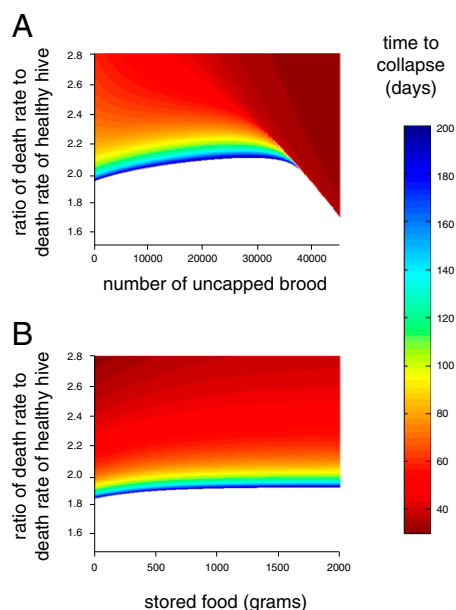 A
ratio of death rate to
death rate of healthy hive
2.8
2.6
2.4
2.2
2.0
1.8
1.6
0 10000 20000 30000 40000
number of uncapped brood
B
ratio of death rate to
death rate of healthy hive
2.8
2.6
2.4
2.2
2.0
1.8
1.6
0 500 1000 1500 2000
stored food (grams)
time to
collapse
(days)
200
180
160
140
120
100
80
60
40